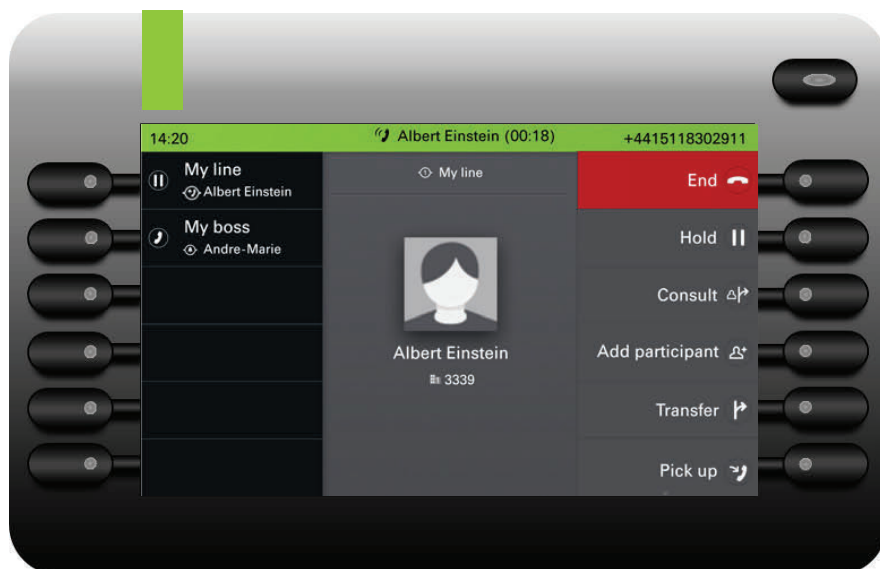 14:20
Albert Einstein (00:18)
+4415118302911
My line
Albert Einstein
My boss
Andre-Marie
My line
Albert Einstein
3339
End
Hold
Consult
Add participant
Transfer
Pick up